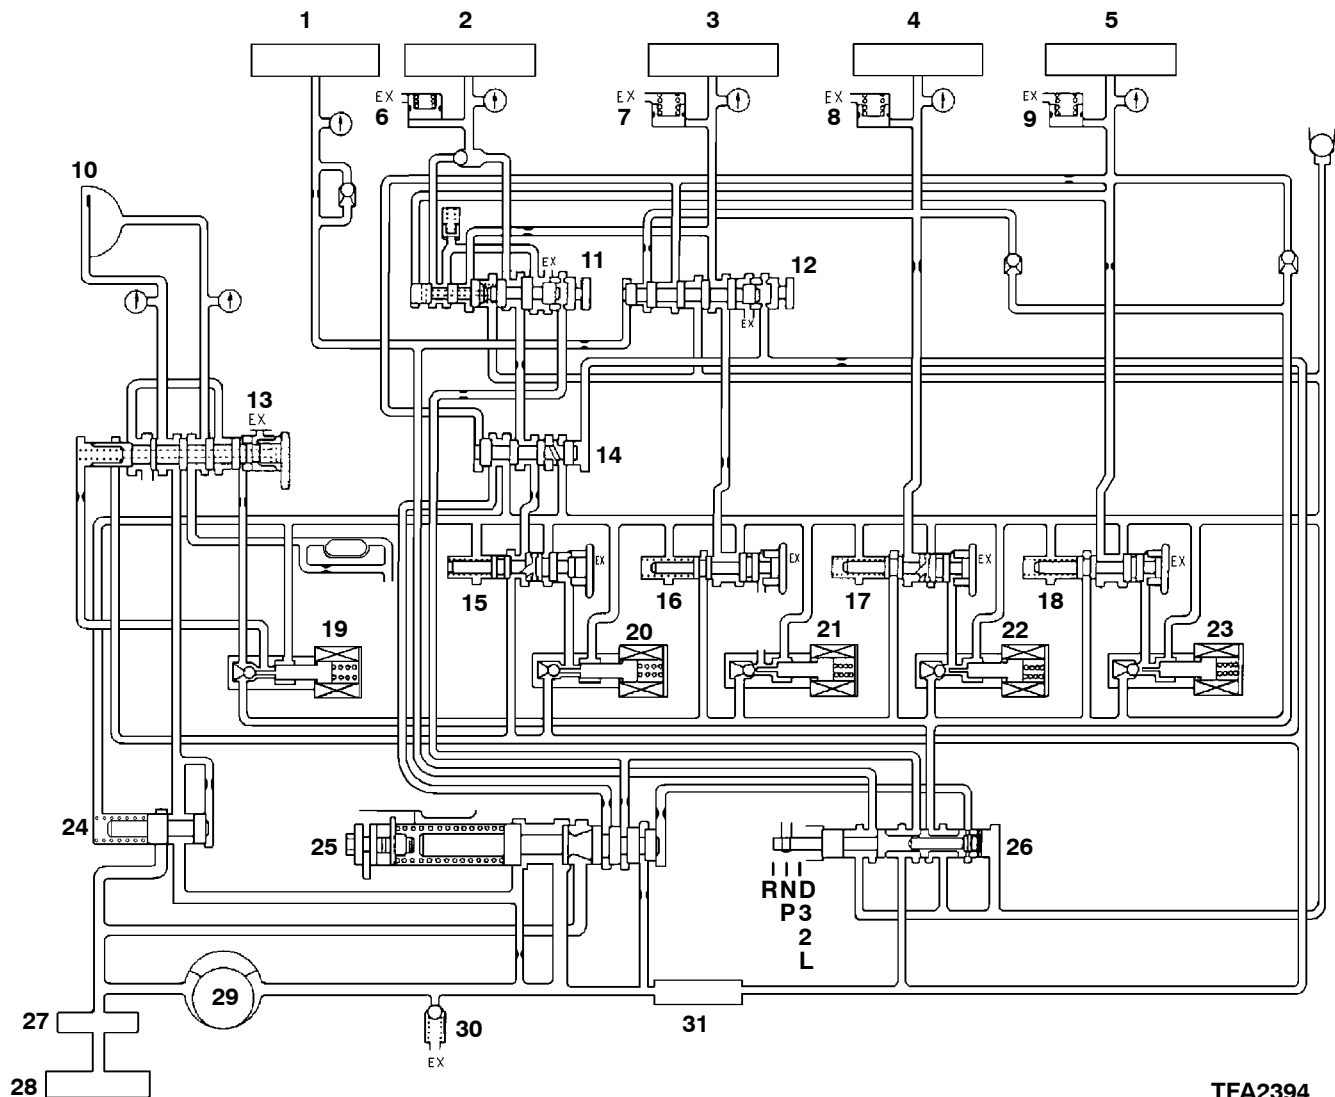 1 2 3 4 5
EX EX EX EX
6 7 8 9
10
EX 11 12
EX
13
EX
14
EX EX EX EX
15 16 17 18
19 20 21 22 23
24 25 26
R N D
P 3
2
L
27 29 30 31
EX
28
TFA2394